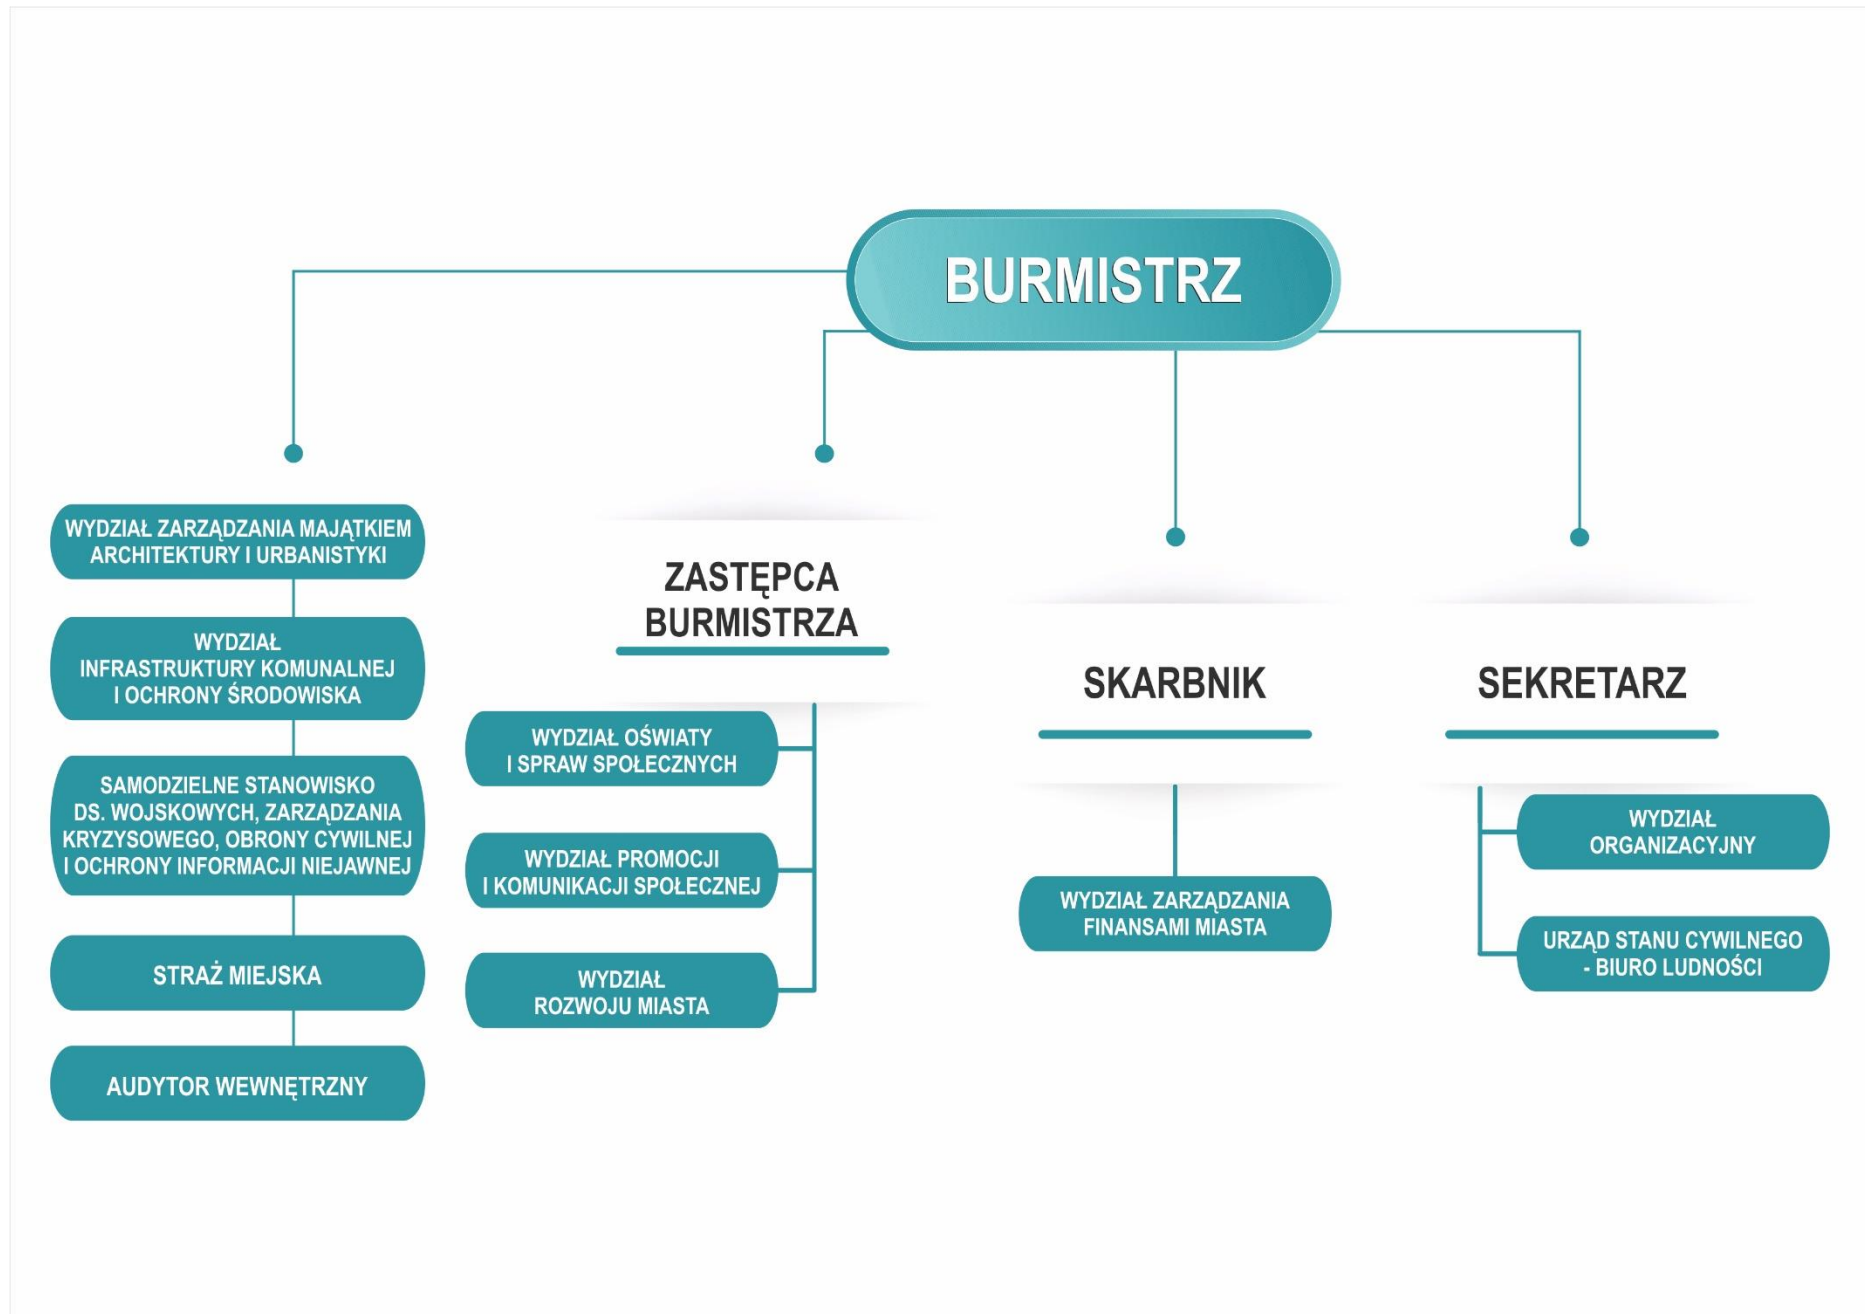 BURMISTRZ
WYDZIAŁ ZARZĄDZANIA MAJĄTKIEM
ARCHITEKTURY I URBANISTYKI
WYDZIAŁ
INFRASTRUKTURY KOMUNALNEJ
I OCHRONY ŚRODOWISKA
SAMODZIELNE STANOWISKO
DS. WOJSKOWYCH, ZARZĄDZANIA
KRYZYSOWEGO, OBRONY CYWILNEJ
I OCHRONY INFORMACJI NIEJAWNEJ
STRAŻ MIEJSKA
AUDYTOR WEWNĘTRZNY
ZASTĘPCA
BURMISTRZA
WYDZIAŁ OŚWIATY
I SPRAW SPOŁECZNYCH
WYDZIAŁ PROMOCJI
I KOMUNIKACJI SPOŁECZNEJ
WYDZIAŁ
ROZWOJU MIASTA
SKARBNIK
WYDZIAŁ ZARZĄDZANIA
FINANSAMI MIASTA
SEKRETARZ
WYDZIAŁ
ORGANIZACYJNY
URZĄD STANU CYWILNEGO
- BIURO LUDNOŚCI